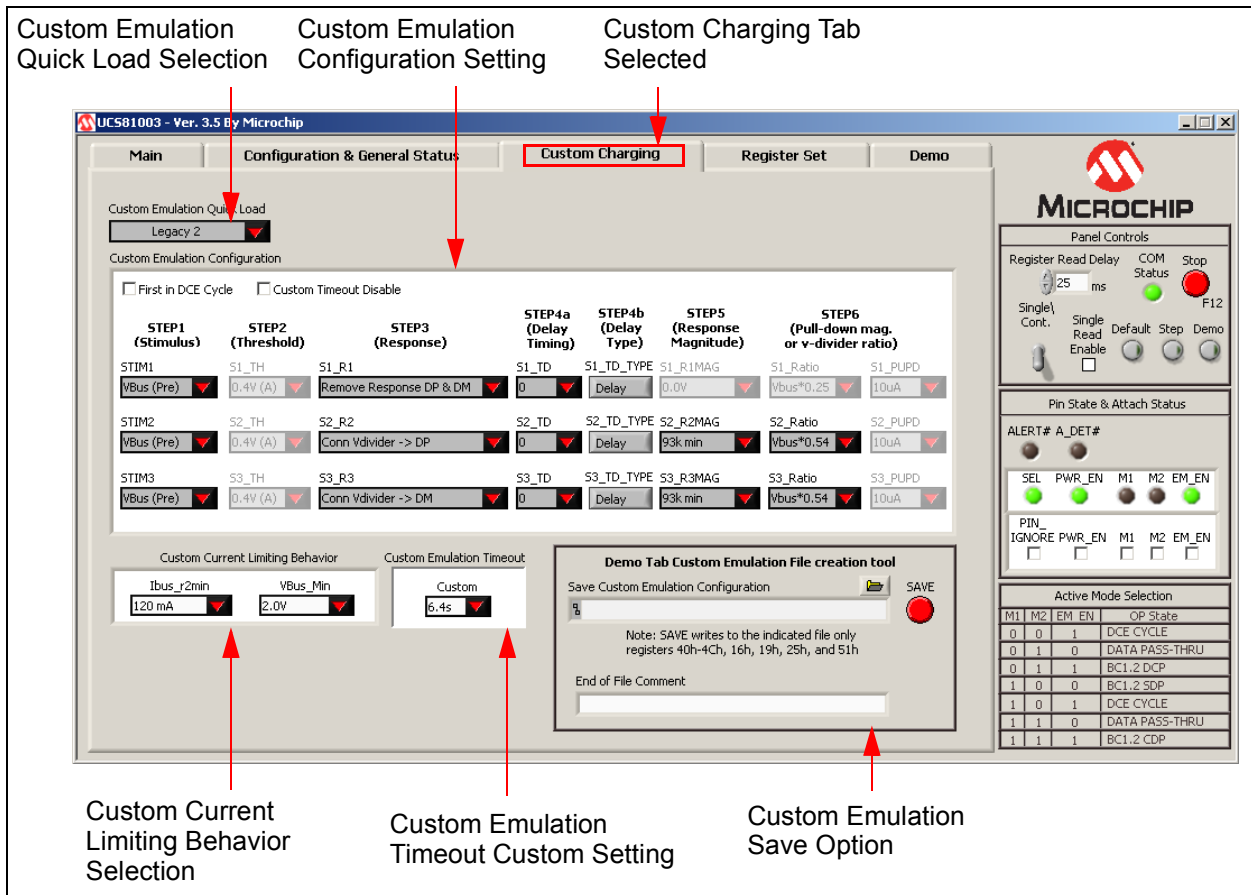 Custom Emulation
Quick Load Selection
Custom Emulation
Configuration Setting
Custom Charging Tab
Selected
UCS81003 - Ver. 3.5 By Microchip
Main
Configuration & General Status
Custom Charging
Register Set
Demo
Custom Emulation Quick Load
Legacy 2
Custom Emulation Configuration
First in DCE Cycle
Custom Timeout Disable
STEP1
(Stimulus)
STEP2
(Threshold)
STEP3
(Response)
STEP4a
(Delay
Timing)
STEP4b
(Delay
Type)
STEP5
(Response
Magnitude)
STEP6
(Pull-down mag.
or v-divider
ratio)
STIM1 S1_TH S1_R1 S1_TD S1_TD_TYPE S1_R1MAG S1_Ratio S1_PUPD
VBus (Pre) 0.4V (A) Remove Response DP & DM 0 Delay 0.0V Vbus*0.25 10uA
STIM2 S2_TH S2_R2 S2_TD S2_TD_TYPE S2_R2MAG S2_Ratio S2_PUPD
VBus (Pre) 0.4V (A) Conn Vdivider -> DP 0 Delay 93k min Vbus*0.54 10uA
STIM3 S3_TH S3_R3 S3_TD S3_TD_TYPE S3_R3MAG S3_Ratio S3_PUPD
VBus (Pre) 0.4V (A) Conn Vdivider -> DM 0 Delay 93k min Vbus*0.54 10uA
Custom Current Limiting Behavior
Ibus_r2min VBus_Min
120 mA 2.0V
Custom Emulation Timeout
Custom
6.4s
Demo Tab Custom Emulation File creation tool
Save Custom Emulation Configuration
SAVE
Note: SAVE writes to the indicated file only
registers 40h-4Ch, 16h, 19h, 25h, and 51h
End of File Comment
MICROCHIP
Panel Controls
Register Read Delay
25 ms
COM
Status
Stop
F12
Single\
Cont.
Single
Read
Enable
Default Step Demo
Pin State & Attach Status
ALERT# A_DET#
SEL PWR_EN M1 M2 EM_EN
PIN_
IGNORE PWR_EN M1 M2 EM_EN
Active Mode Selection
M1 M2 EM EN OP State
0 0 1 DCE CYCLE
0 1 0 DATA PASS-THRU
0 1 1 BC1.2 DCP
1 0 0 BC1.2 SDP
1 0 1 DCE CYCLE
1 1 0 DATA PASS-THRU
1 1 1 BC1.2 CDP
Custom Current
Limiting Behavior
Selection
Custom Emulation
Timeout Custom Setting
Custom Emulation
Save Option